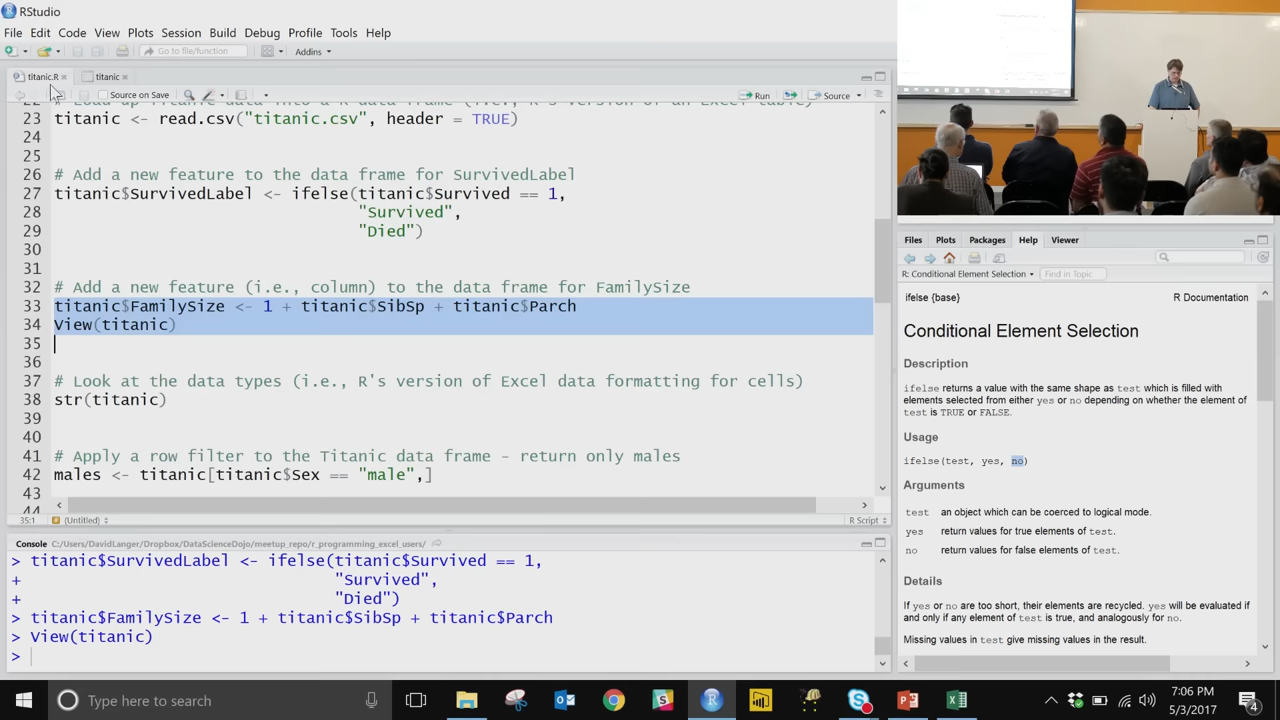 RStudio
File Edit Code View Plots Session Build Debug Profile Tools Help
Go to file/function Addins
titanic.R titanic
Source on Save Run Source
23 titanic <- read.csv("titanic.csv", header = TRUE)
24
25
26 # Add a new feature to the data frame for SurvivedLabel
27 titanic$SurvivedLabel <- ifelse(titanic$Survived == 1,
28 "Survived",
29 "Died")
30
31
32 # Add a new feature (i.e., column) to the data frame for FamilySize
33 titanic$FamilySize <- 1 + titanic$SibSp + titanic$Parch
34 View(titanic)
35
36
37 # Look at the data types (i.e., R's version of Excel data formatting for cells)
38 str(titanic)
39
40
41 # Apply a row filter to the Titanic data frame - return only males
42 males <- titanic[titanic$Sex == "male",]
43
44
35:1 (Untitled) R Script
Console C:/Users/DavidLanger/Dropbox/DataScienceDojo/meetup_repo/r_programming_excel_users/
> titanic$SurvivedLabel <- ifelse(titanic$Survived == 1,
+ "Survived",
+ "Died")
> titanic$FamilySize <- 1 + titanic$SibSp + titanic$Parch
> View(titanic)
>
Files Plots Packages Help Viewer
R: Conditional Element Selection Find in Topic
ifelse {base} R Documentation
Conditional Element Selection
Description
ifelse returns a value with the same shape as test which is filled with
elements selected from either yes or no depending on whether the element of
test is TRUE or FALSE.
Usage
ifelse(test, yes, no)
Arguments
test an object which can be coerced to logical mode.
yes return values for true elements of test.
no return values for false elements of test.
Details
If yes or no are too short, their elements are recycled. yes will be evaluated if
and only if any element of test is true, and analogously for no.
Missing values in test give missing values in the result.
Type here to search
7:06 PM
5/3/2017
4